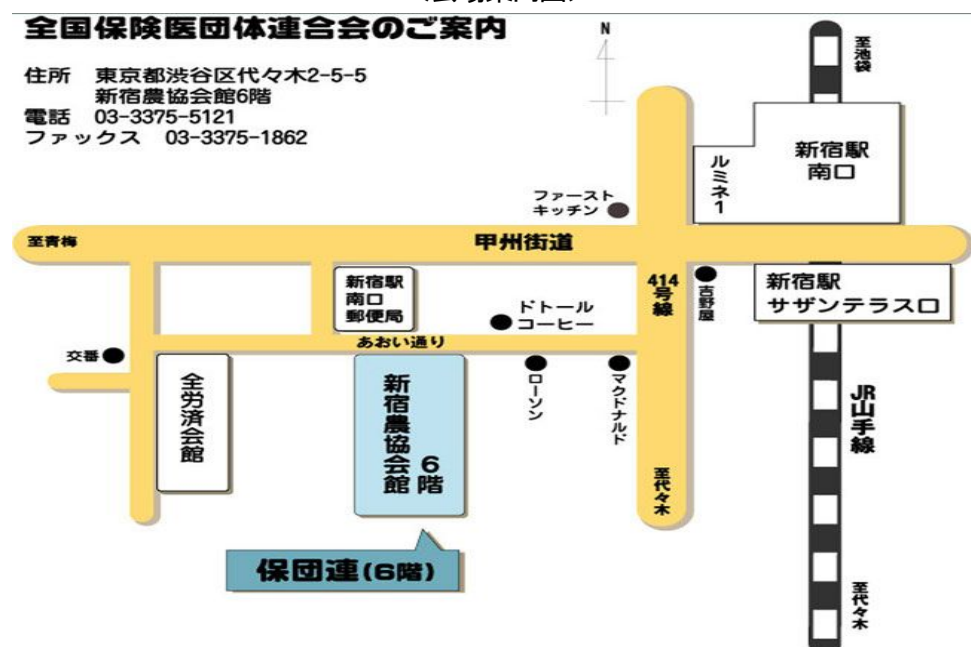 全国保険医団体連合会のご案内
住所 東京都渋谷区代々木2-5-5
新宿農協会館6階
電話 03-3375-5121
ファックス 03-3375-1862
N
至池袋
新宿駅
南口
ルミネ1
ファースト
キッチン
至青梅
甲州街道
新宿駅
南口
郵便局
ドトール
コーヒー
414号線
吉野屋
新宿駅
サザンテラス口
あおい通り
交番
全労済会館
新宿農協会館
6階
ローソン
マクドナルド
JR山手線
至代々木
至代々木
保団連(6階)